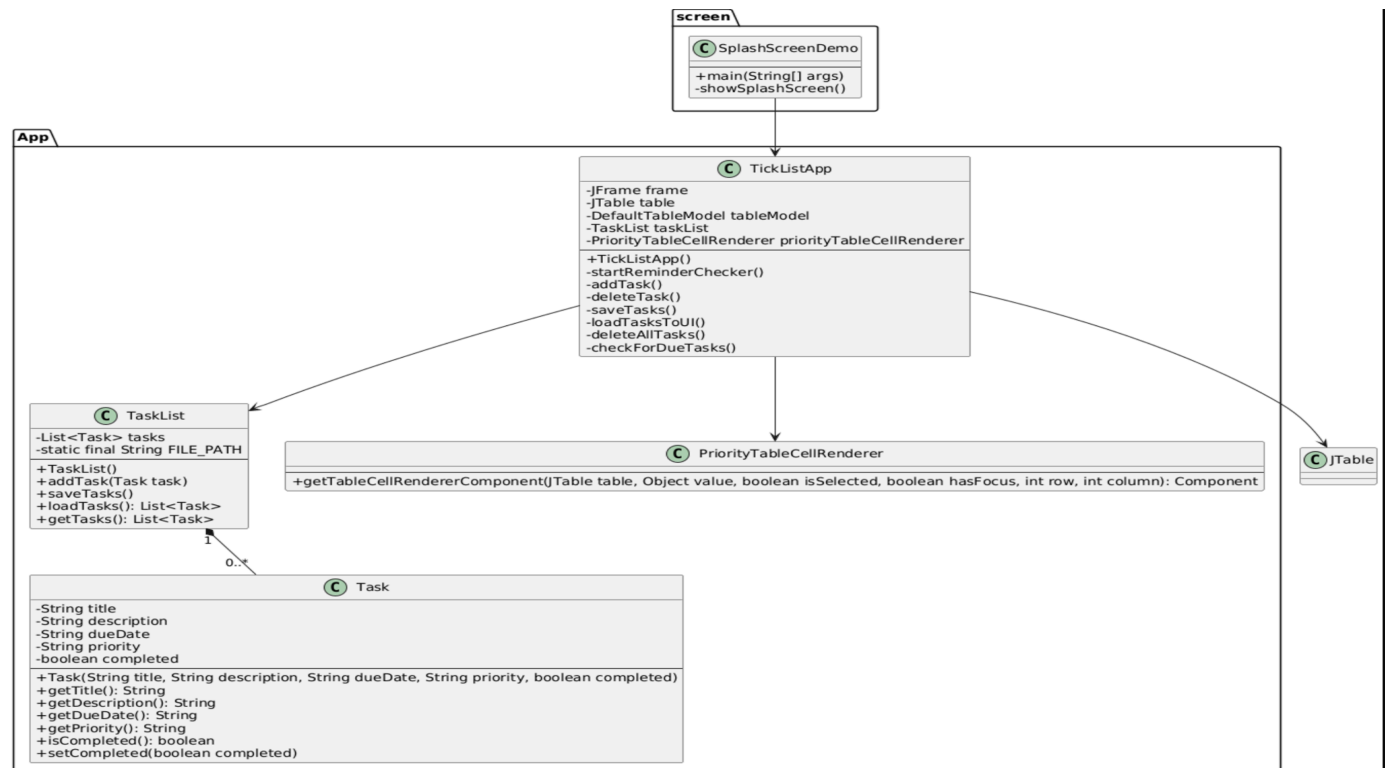 screen
C SplashScreenDemo
+main(String[] args)
-showSplashScreen()
App
C TickListApp
-JFrame frame
-JTable table
-DefaultTableModel tableModel
-TaskList taskList
-PriorityTableCellRenderer priorityTableCellRenderer
+TickListApp()
-startReminderChecker()
-addTask()
-deleteTask()
-saveTasks()
-loadTasksToUI()
-deleteAllTasks()
-checkForDueTasks()
C TaskList
-List<Task> tasks
-static final String FILE_PATH
+TaskList()
+addTask(Task task)
+saveTasks()
+loadTasks(): List<Task>
+getTasks(): List<Task>
C PriorityTableCellRenderer
+getTableCellRendererComponent(JTable table, Object value, boolean isSelected, boolean hasFocus, int row, int column): Component
C JTable
1
0..*
C Task
-String title
-String description
-String dueDate
-String priority
-boolean completed
+Task(String title, String description, String dueDate, String priority, boolean completed)
+getTitle(): String
+getDescription(): String
+getDueDate(): String
+getPriority(): String
+isCompleted(): boolean
+setCompleted(boolean completed)